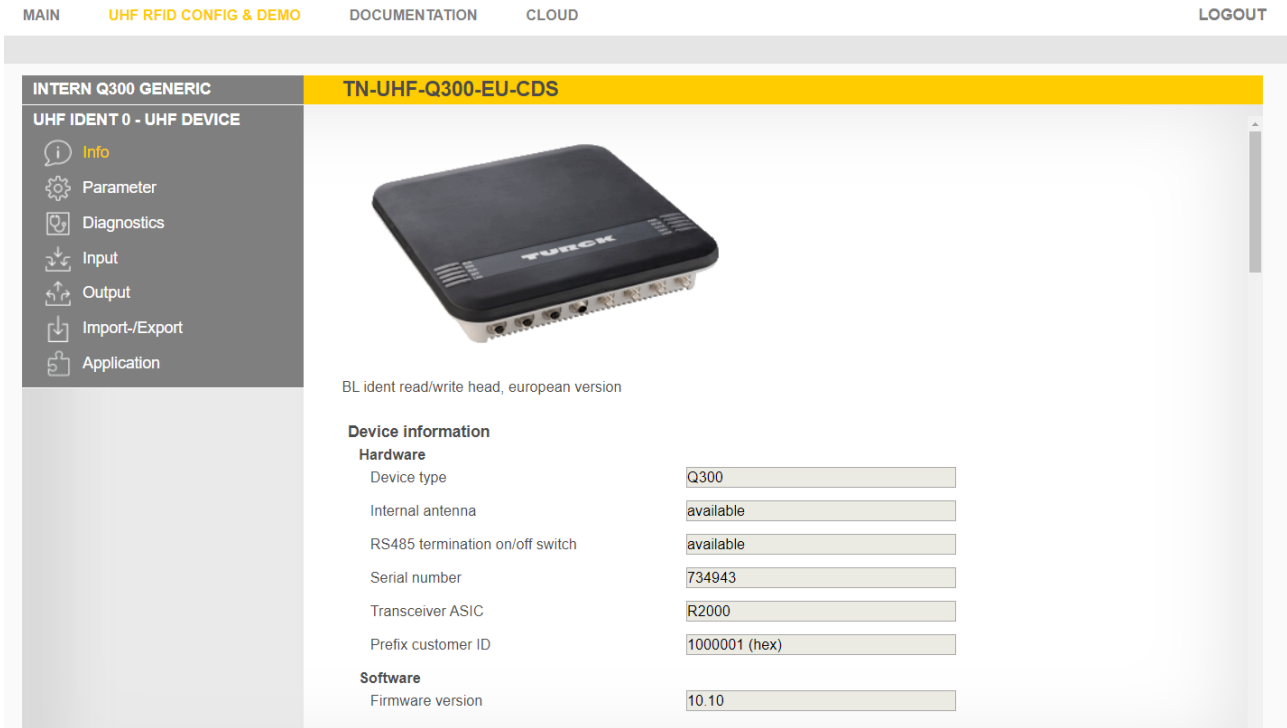 MAIN UHF RFID CONFIG & DEMO DOCUMENTATION CLOUD LOGOUT
INTERN Q300 GENERIC
UHF IDENT 0 - UHF DEVICE
Info
Parameter
Diagnostics
Input
Output
Import-/Export
Application
TN-UHF-Q300-EU-CDS
TURCK
BL ident read/write head, european version
Device information
Hardware
Device type Q300
Internal antenna available
RS485 termination on/off switch available
Serial number 734943
Transceiver ASIC R2000
Prefix customer ID 1000001 (hex)
Software
Firmware version 10.10